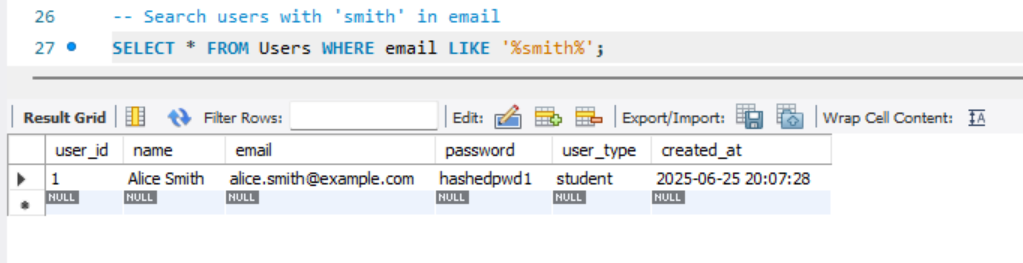 26 -- Search users with 'smith' in email
27 SELECT * FROM Users WHERE email LIKE '%smith%';
Result Grid Filter Rows: Edit: Export/Import: Wrap Cell Content: IA
user_id name email password user_type created_at
1 Alice Smith alice.smith@example.com hashedpwd1 student 2025-06-25 20:07:28
NULL NULL NULL NULL NULL NULL